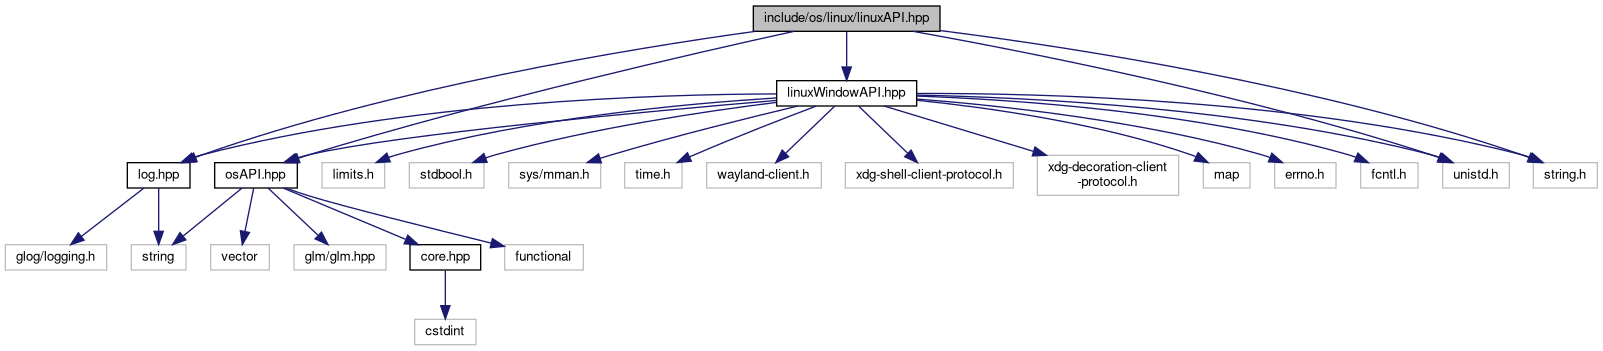 include/os/linux/linuxAPI.hpp
linuxWindowAPI.hpp
log.hpp
osAPI.hpp
limits.h
stdbool.h
sys/mman.h
time.h
wayland-client.h
xdg-shell-client-protocol.h
xdg-decoration-client
-protocol.h
map
errno.h
fcntl.h
unistd.h
string.h
glog/logging.h
string
vector
glm/glm.hpp
core.hpp
functional
cstdint